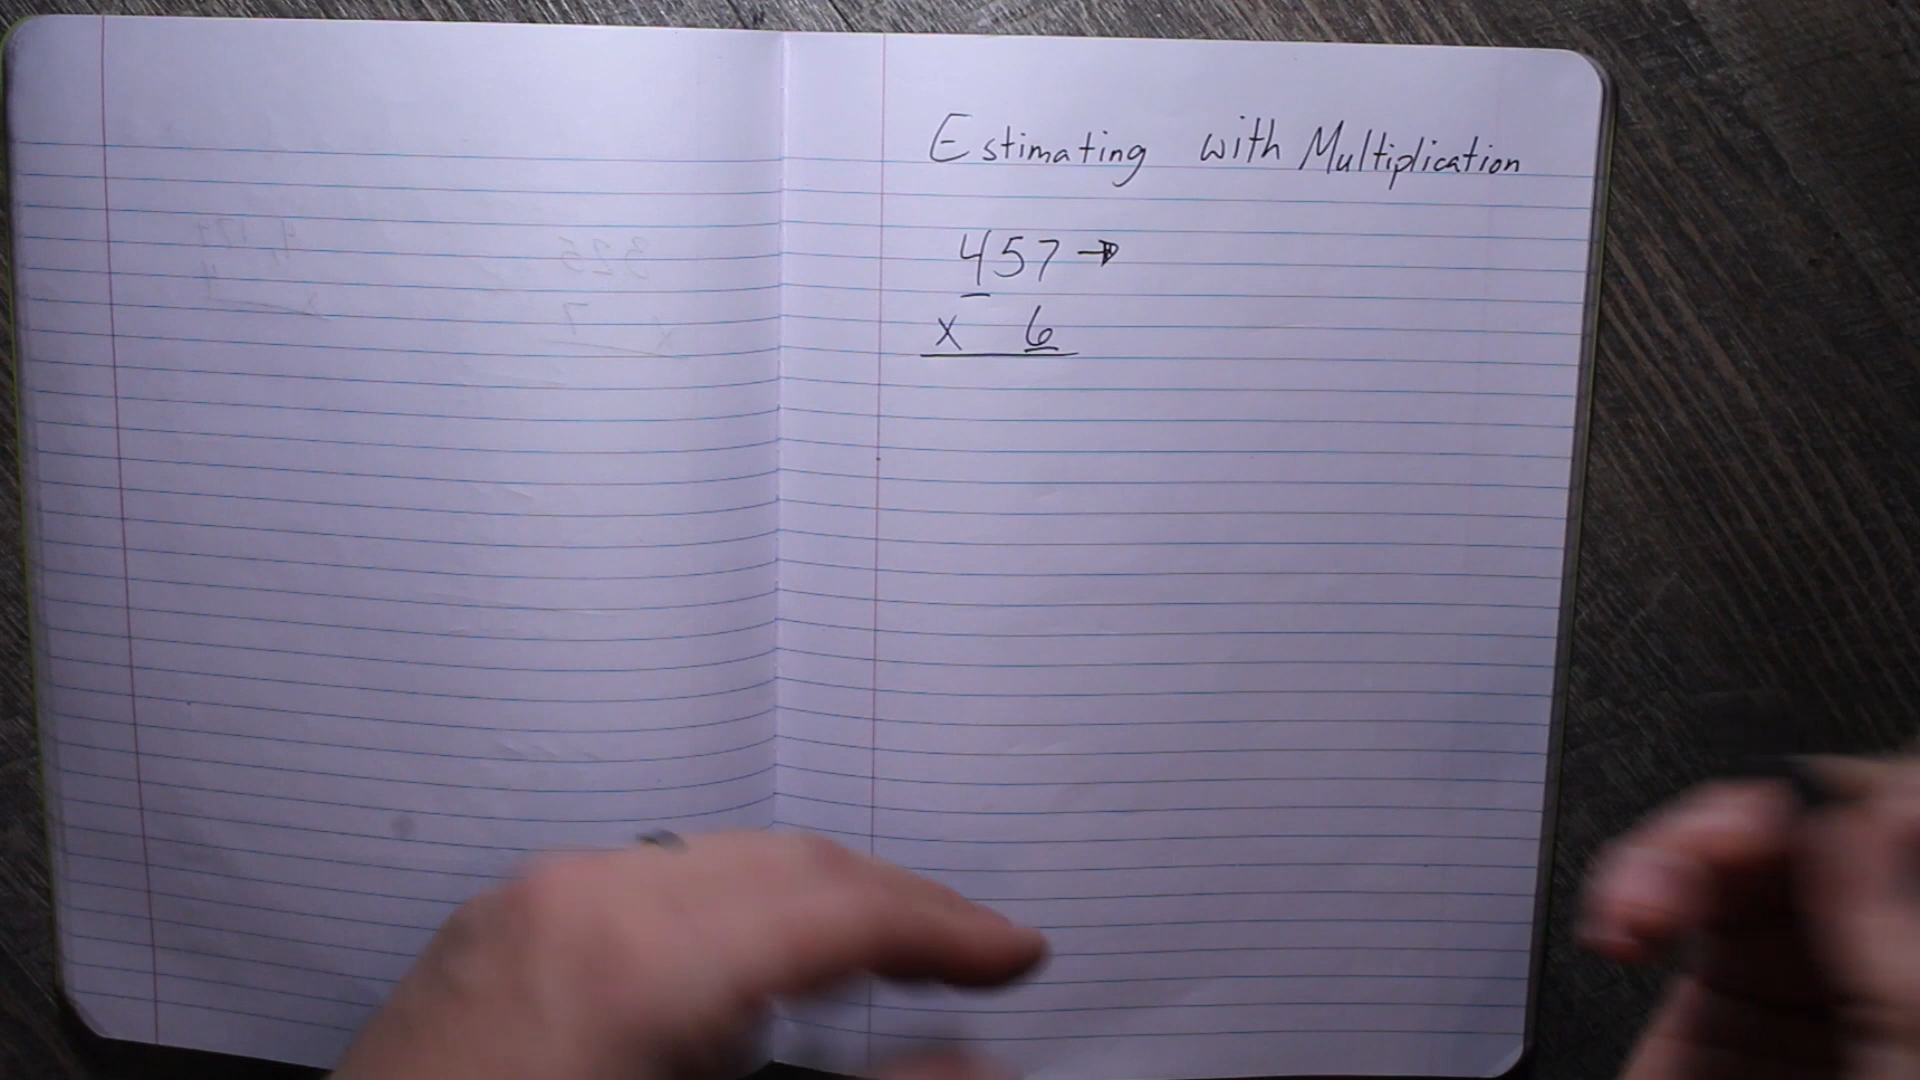 Estimating with Multiplication
457 →
x 6